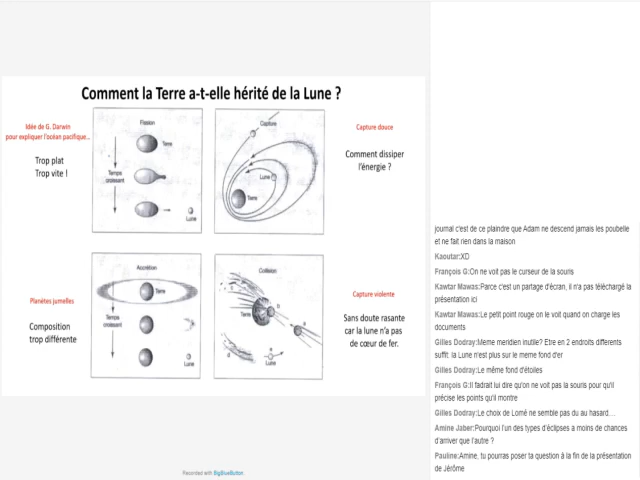 Comment la Terre a-t-elle hérité de la Lune ?
Idée de G. Darwin
pour expliquer l'océan pacifique...
Trop plat
Trop vite !
Fission
Terre
Temps
croissant
Lune
Capture
Lune
Terre
Capture douce
Comment dissiper
l'énergie ?
Planètes jumelles
Composition
trop différente
Accrétion
Terre
Temps
croissant
Lune
Collision
Terre
Lune
Capture violente
Sans doute rasante
car la lune n'a pas
de cœur de fer.
Recorded with BigBlueButton.
journal c'est de ce plaindre que Adam ne descend jamais les poubelle
et ne fait rien dans la maison
Kaoutar:XD
François G:On ne voit pas le curseur de la souris
Kawtar Mawas:Parce c'est un partage d'écran, il n'a pas téléchargé la
présentation ici
Kawtar Mawas:Le petit point rouge on le voit quand on charge les
documents
Gilles Dodray:Meme meridien inutile? Etre en 2 endroits differents
suffit: la Lune n'est plus sur le meme fond d'er
Gilles Dodray:Le même fond d'étoiles
François G:Il fadrait lui dire qu'on ne voit pas la souris pour qu'il
précise les points qu'il montre
Gilles Dodray:Le choix de Lomé ne semble pas du au hasard....
Amine Jaber:Pourquoi l'un des types d'éclipses a moins de chances
d'arriver que l'autre ?
Pauline:Amine, tu pourras poser ta question à la fin de la présentation
de Jérôme